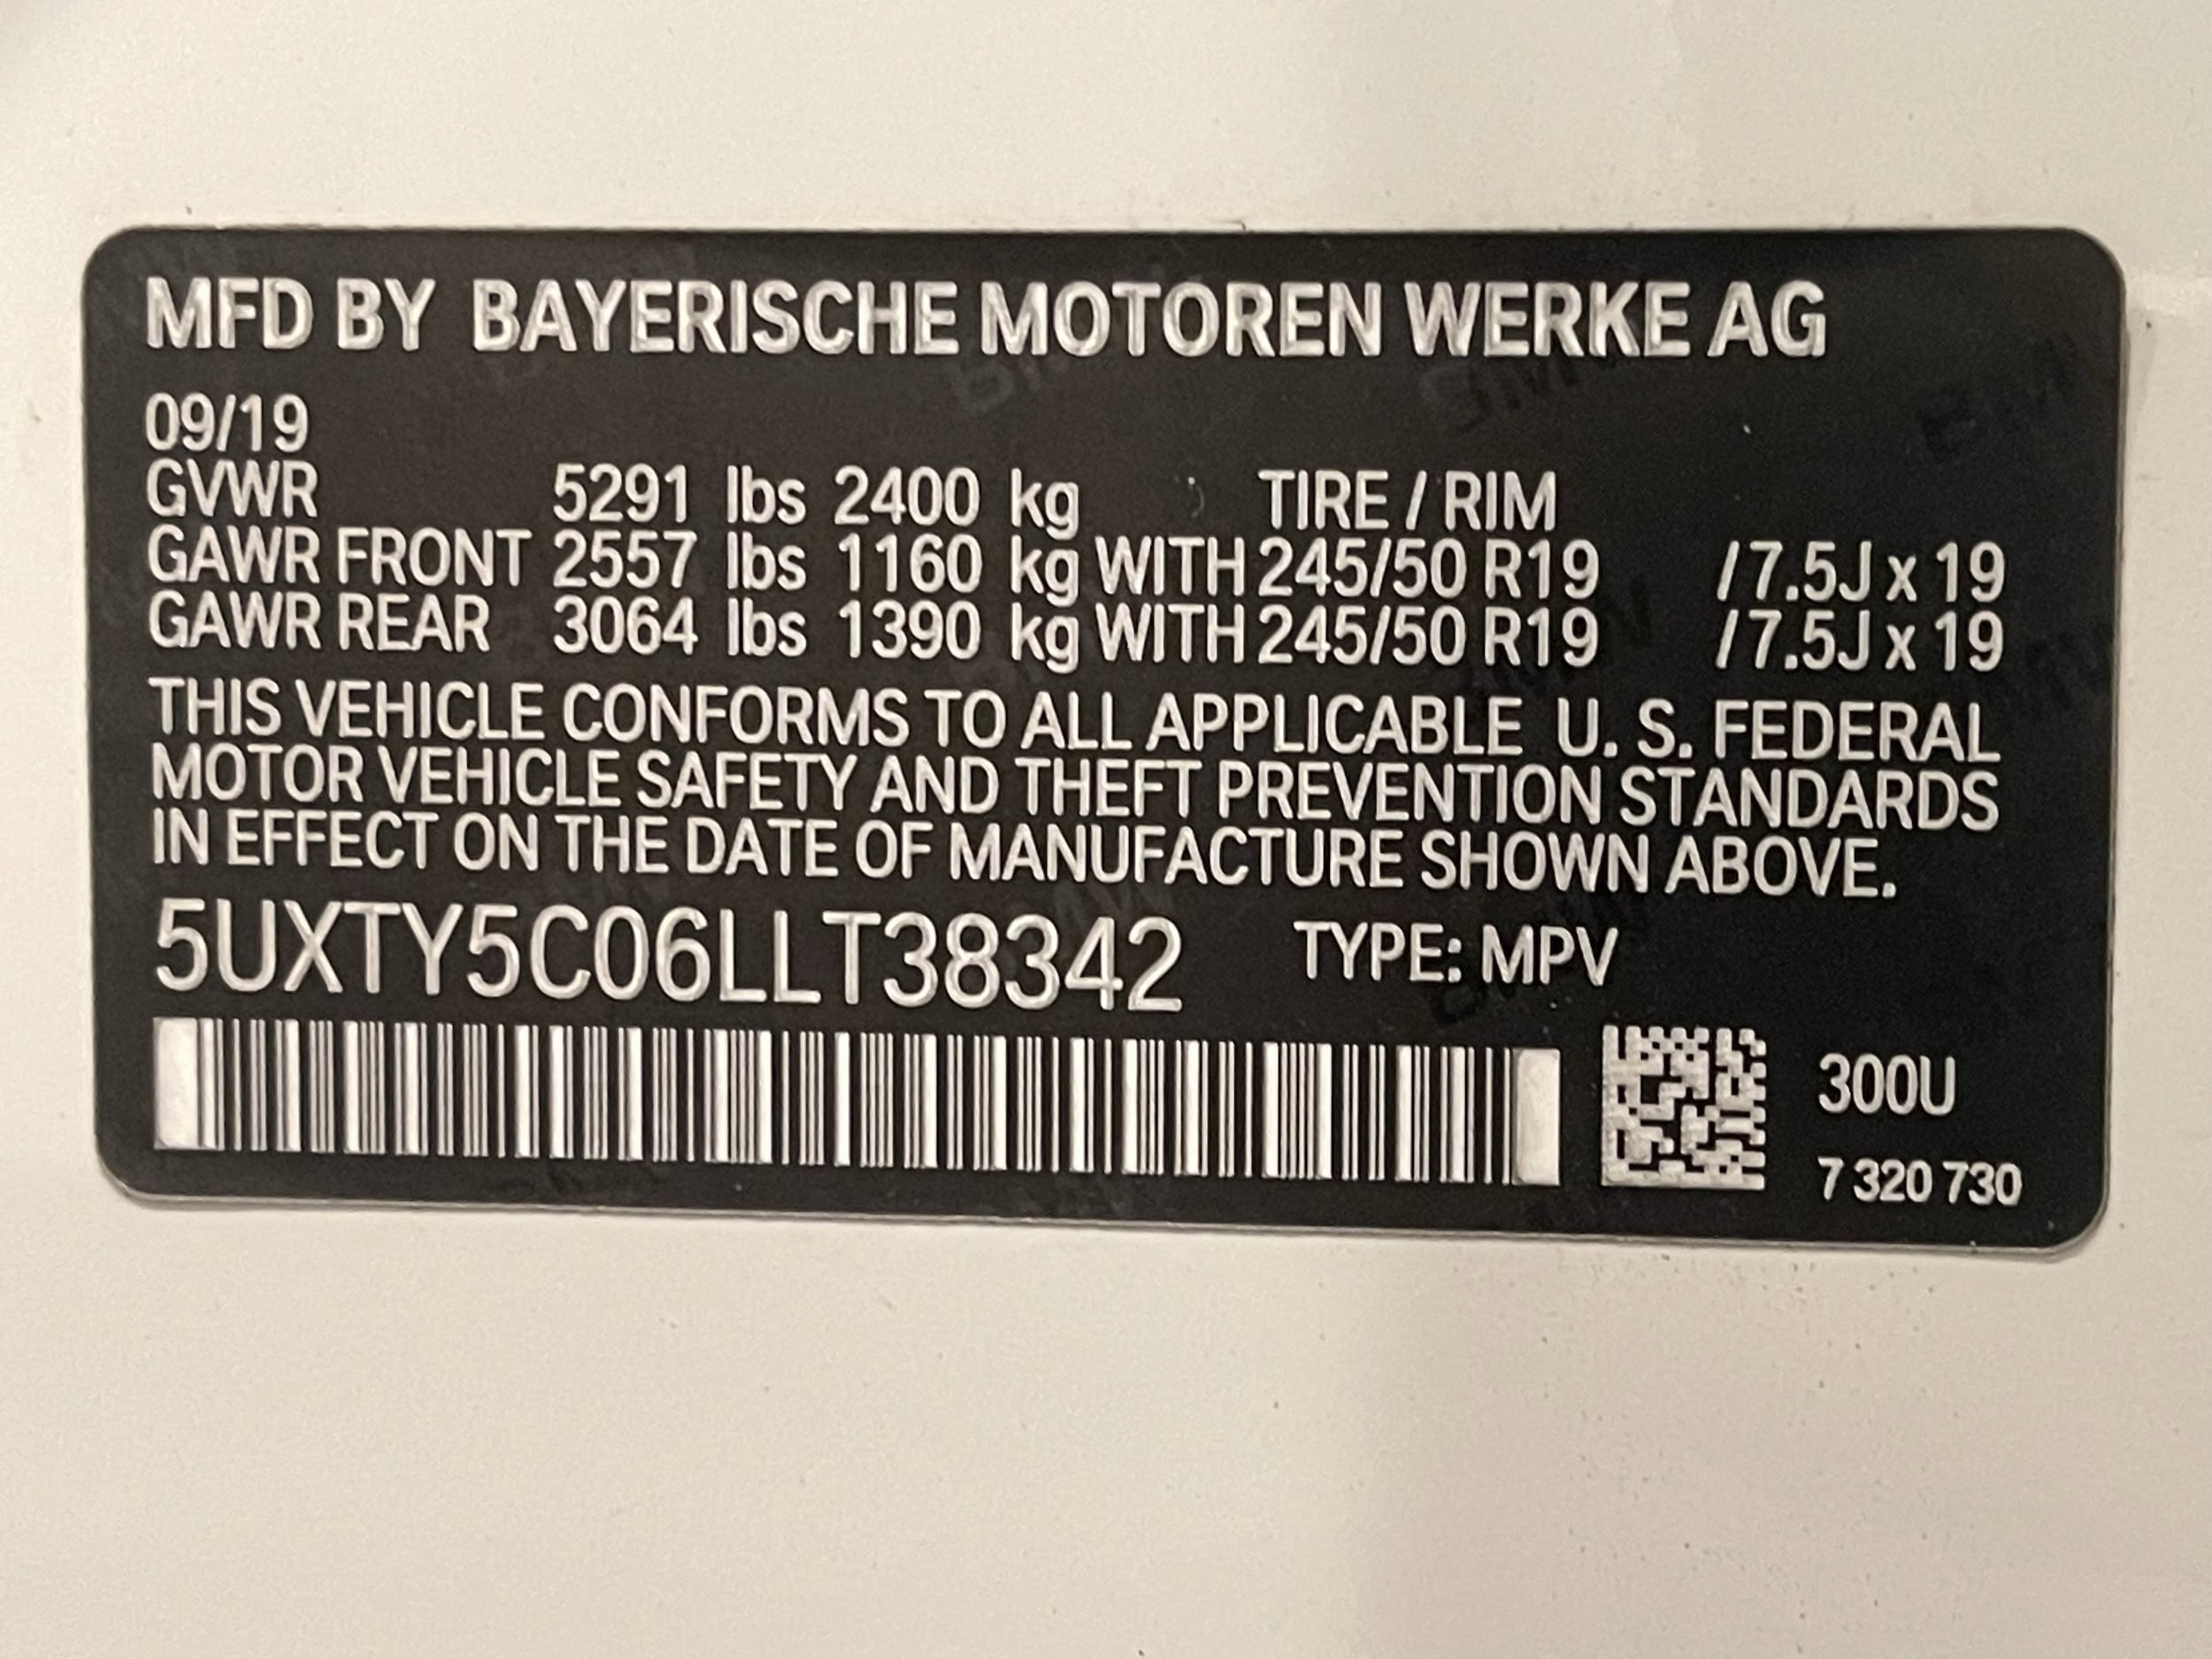 MFD BY BAYERISCHE MOTOREN WERKE AG
09/19
GVWR 5291 lbs 2400 kg TIRE / RIM
GAWR FRONT 2557 lbs 1160 kg WITH 245/50 R19 / 7.5J x 19
GAWR REAR 3064 lbs 1390 kg WITH 245/50 R19 / 7.5J x 19
THIS VEHICLE CONFORMS TO ALL APPLICABLE U. S. FEDERAL
MOTOR VEHICLE SAFETY AND THEFT PREVENTION STANDARDS
IN EFFECT ON THE DATE OF MANUFACTURE SHOWN ABOVE.
5UXTY5C06LLT38342 TYPE: MPV
300U
7 320 730